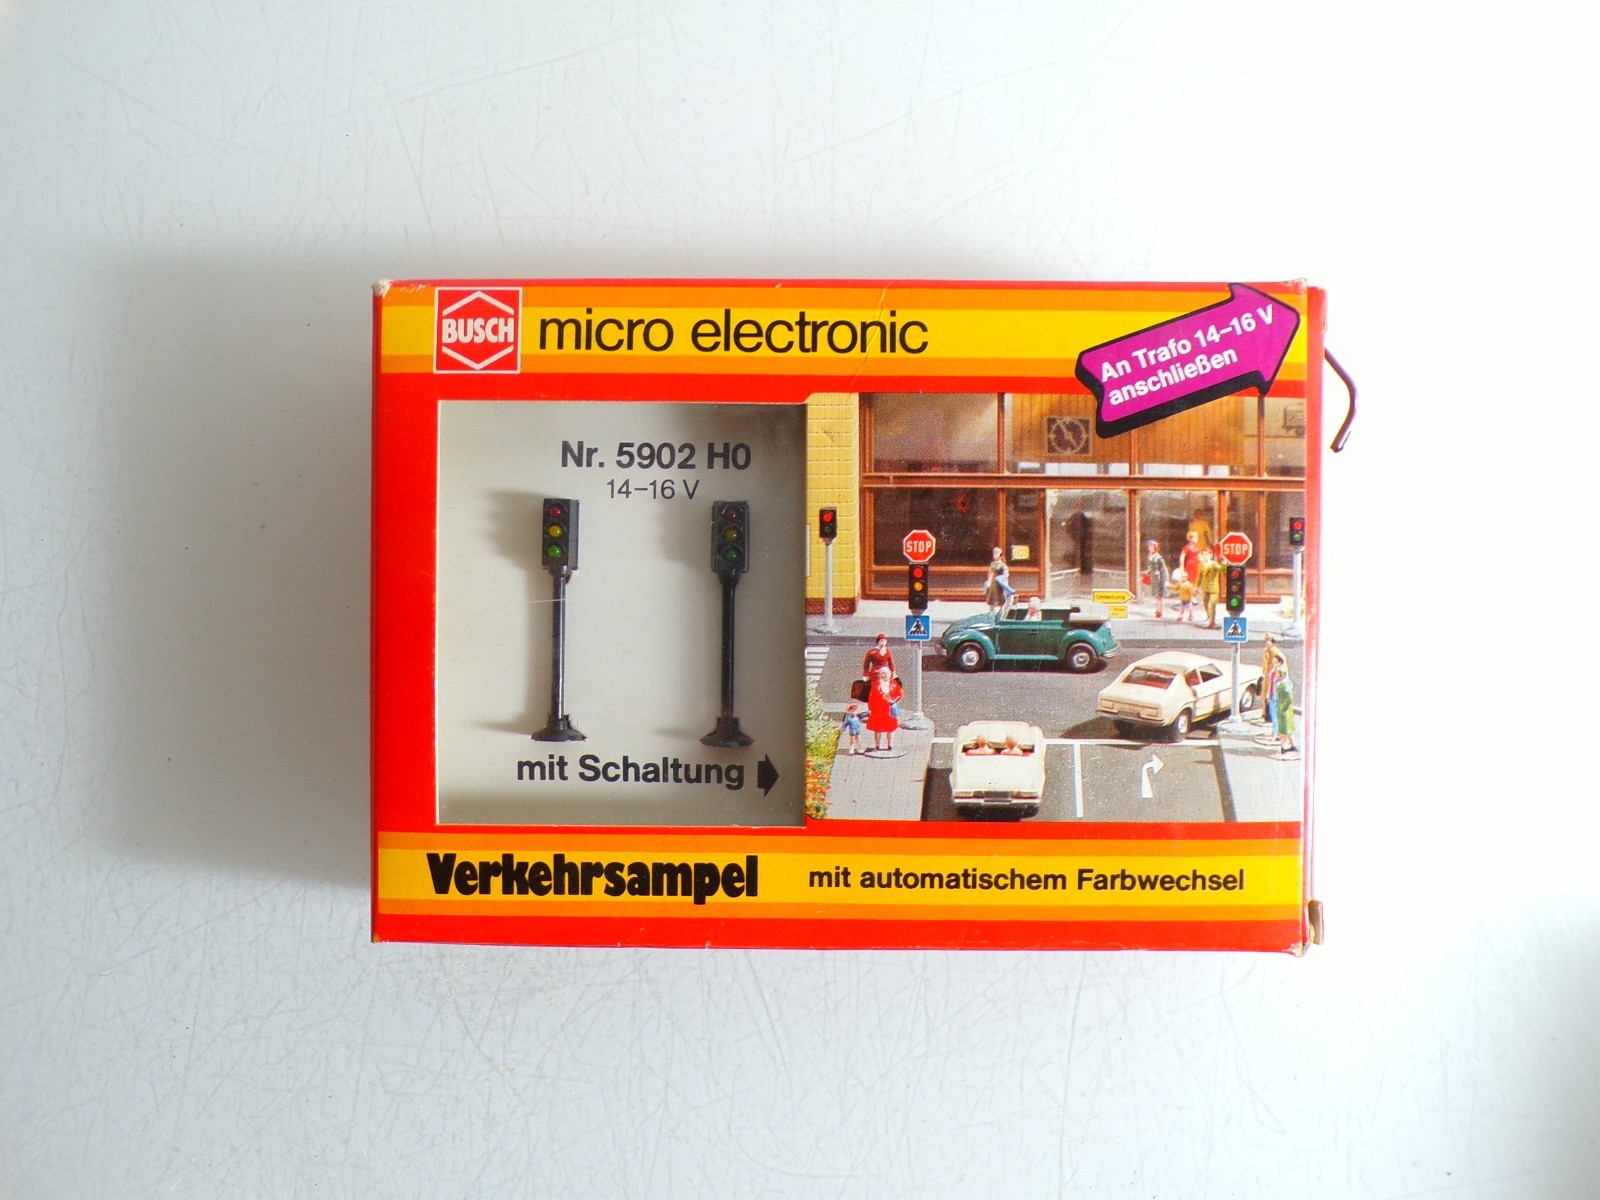 BUSCH
micro electronic
An Trafo 14-16 V
anschließen
Nr. 5902 H0
14-16 V
mit Schaltung
STOP
STOP
Verkehrsampel
mit automatischem Farbwechsel